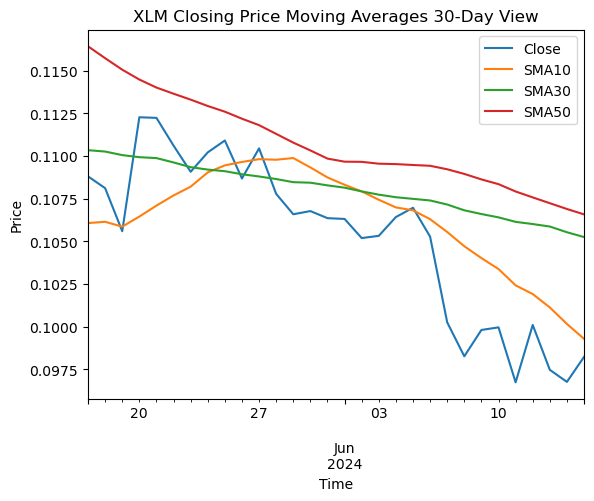 XLM Closing Price Moving Averages 30-Day View
Close
SMA10
SMA30
SMA50
Price
0.1150
0.1125
0.1100
0.1075
0.1050
0.1025
0.1000
0.0975
20 27 03 10
Jun
2024
Time